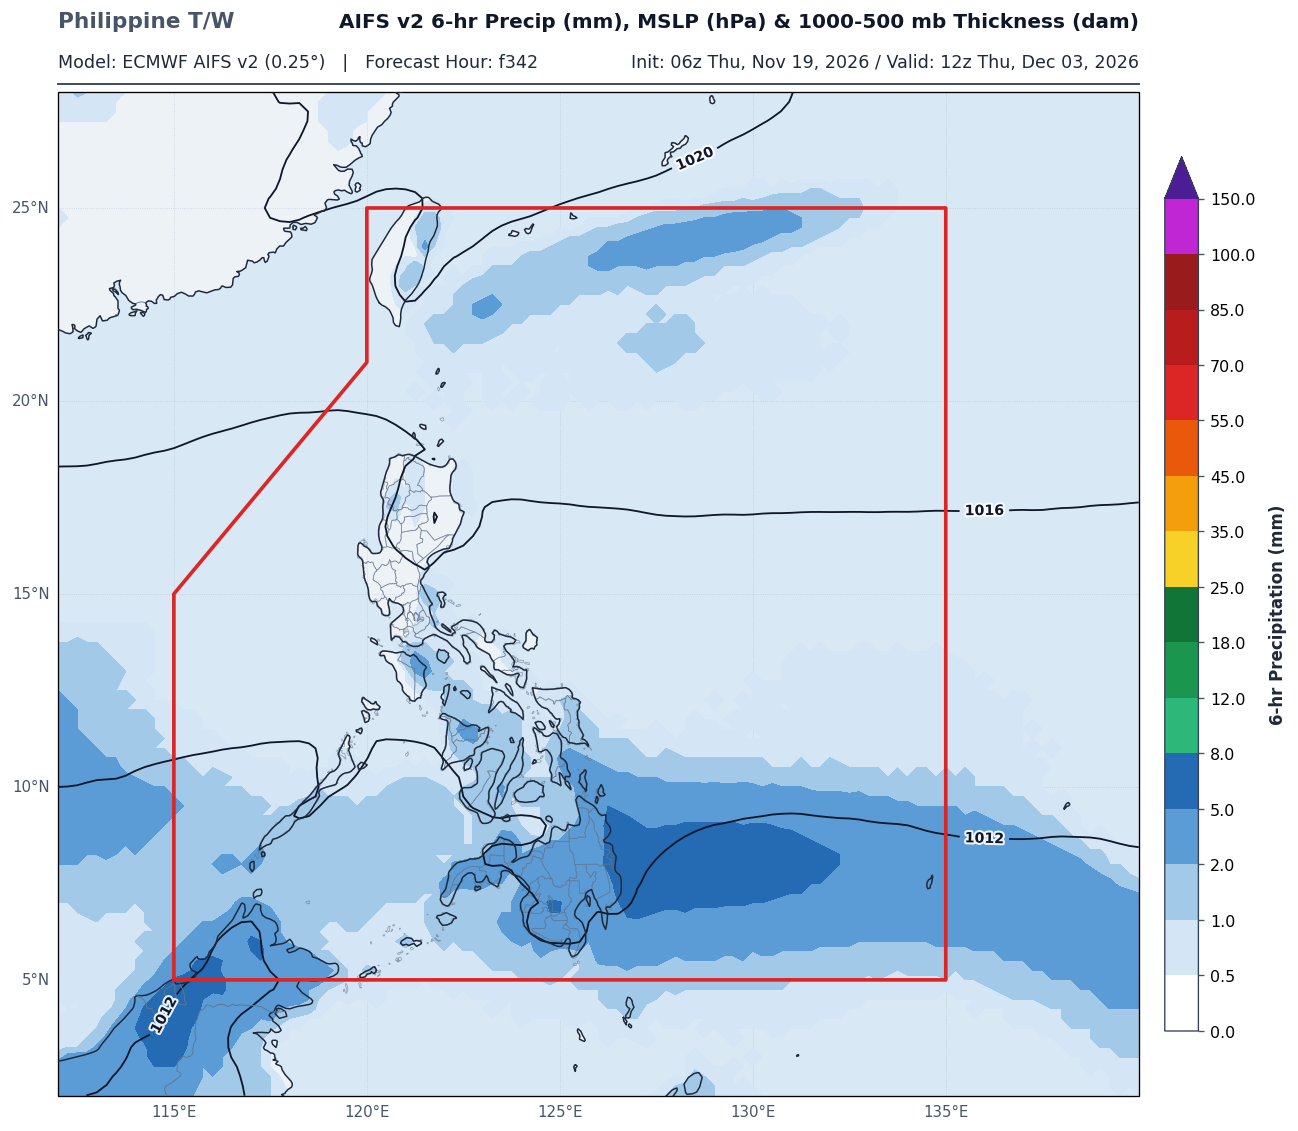 Philippine T/W
AIFS v2 6-hr Precip (mm), MSLP (hPa) & 1000-500 mb Thickness (dam)
Model: ECMWF AIFS v2 (0.25°) | Forecast Hour: f342
Init: 06z Thu, Nov 19, 2026 / Valid: 12z Thu, Dec 03, 2026
25°N
20°N
15°N
10°N
5°N
115°E
120°E
125°E
130°E
135°E
1020
1016
1012
1012
150.0
100.0
85.0
70.0
55.0
45.0
35.0
25.0
18.0
12.0
8.0
5.0
2.0
1.0
0.5
0.0
6-hr Precipitation (mm)